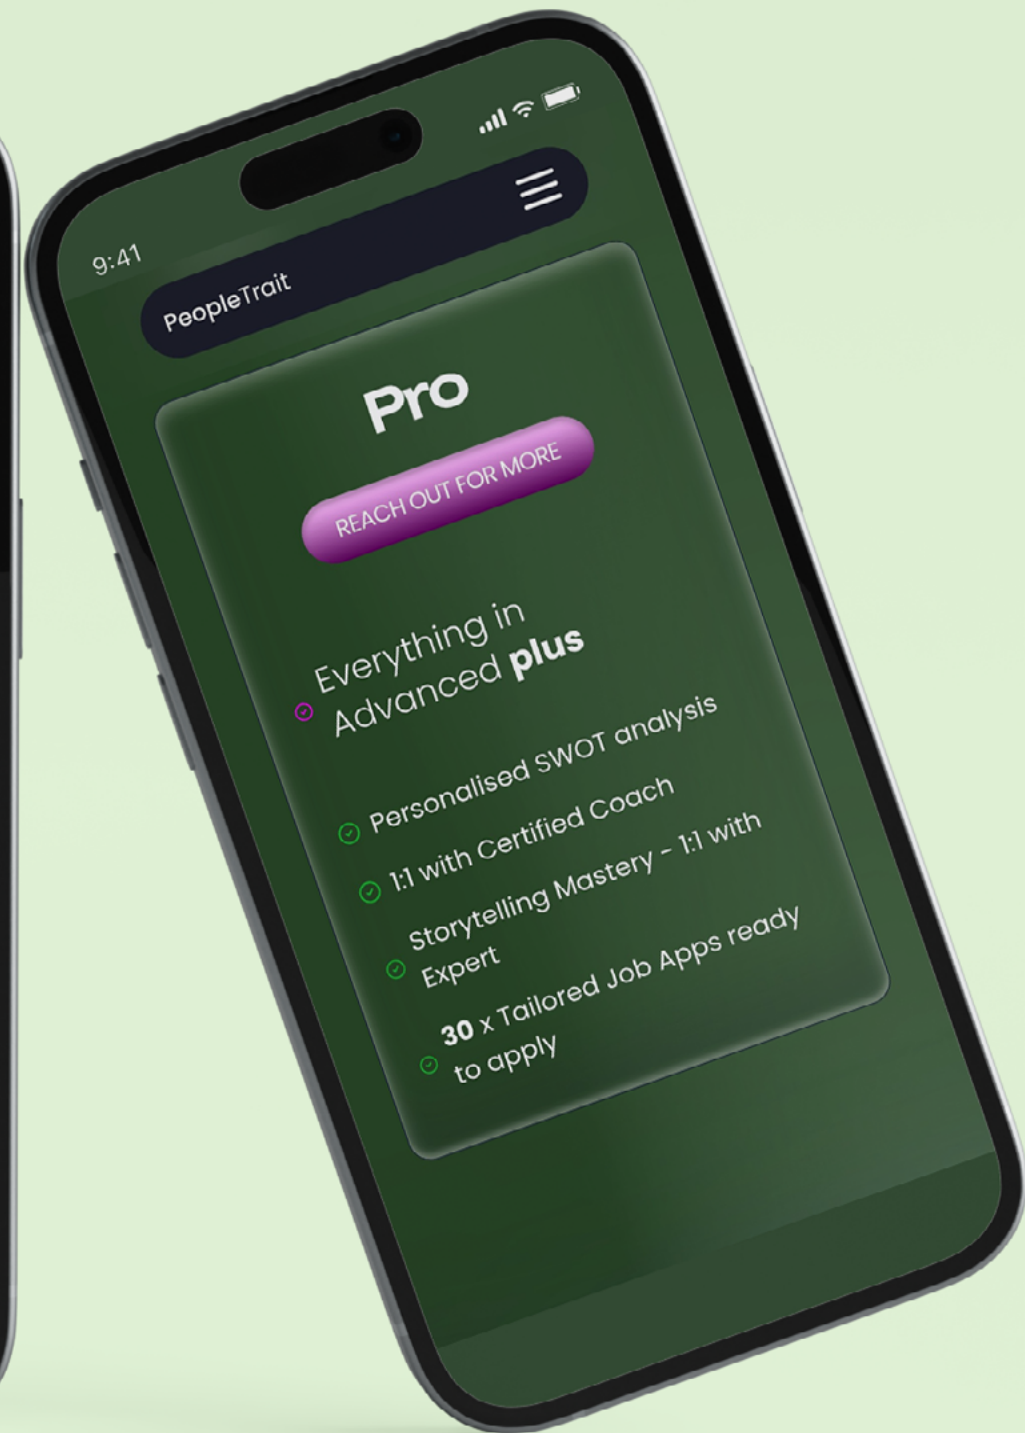 9:41
PeopleTrait
Pro
REACH OUT FOR MORE
Everything in
Advanced plus
Personalised SWOT analysis
1:1 with Certified Coach
Storytelling Mastery - 1:1 with
Expert
30 x Tailored Job Apps ready
to apply